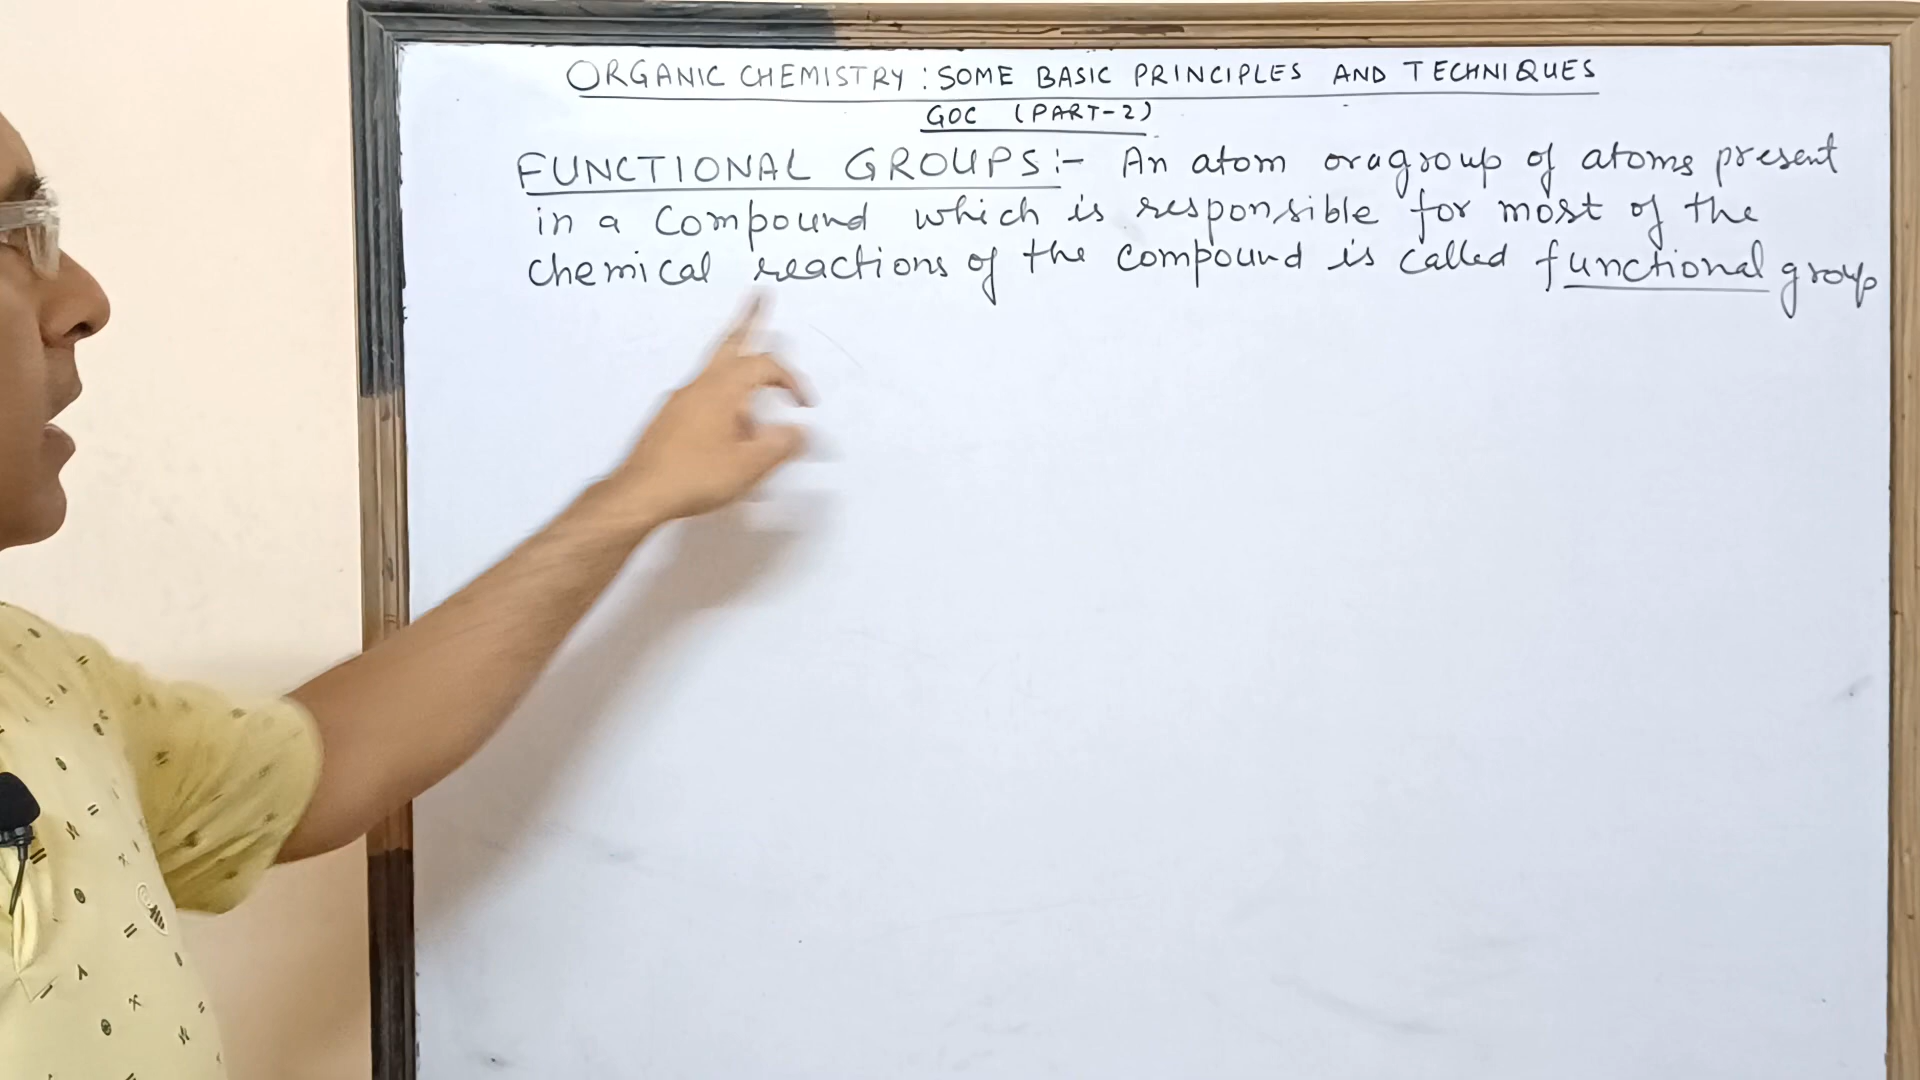 ORGANIC CHEMISTRY : SOME BASIC PRINCIPLES AND TECHNIQUES
GOC (PART-2)
FUNCTIONAL GROUPS :- An atom or a group of atoms present
in a compound which is responsible for most of the
chemical reactions of the compound is called functional group